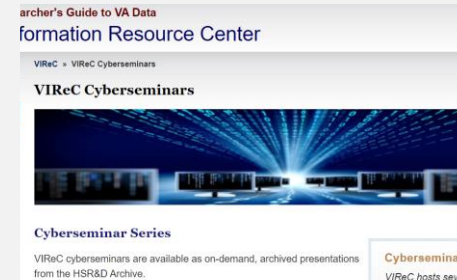 archer's Guide to VA Data
formation Resource Center
VIReC » VIReC Cyberseminars
VIReC Cyberseminars
Cyberseminar Series
VIReC cyberseminars are available as on-demand, archived presentations
from the HSR&D Archive.
Cybersemina
VIReC hosts sev